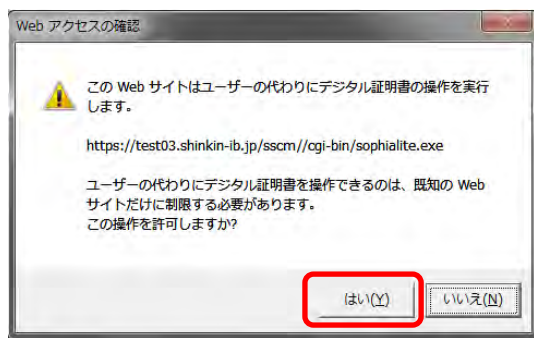 Web アクセスの確認
この Web サイトはユーザーの代わりにデジタル証明書の操作を実行
します。
https://test03.shinkin-ib.jp/sscm//cgi-bin/sophialite.exe
ユーザーの代わりにデジタル証明書を操作できるのは、既知の Web
サイトだけに制限する必要があります。
この操作を許可しますか?
はい(Y)
いいえ(N)